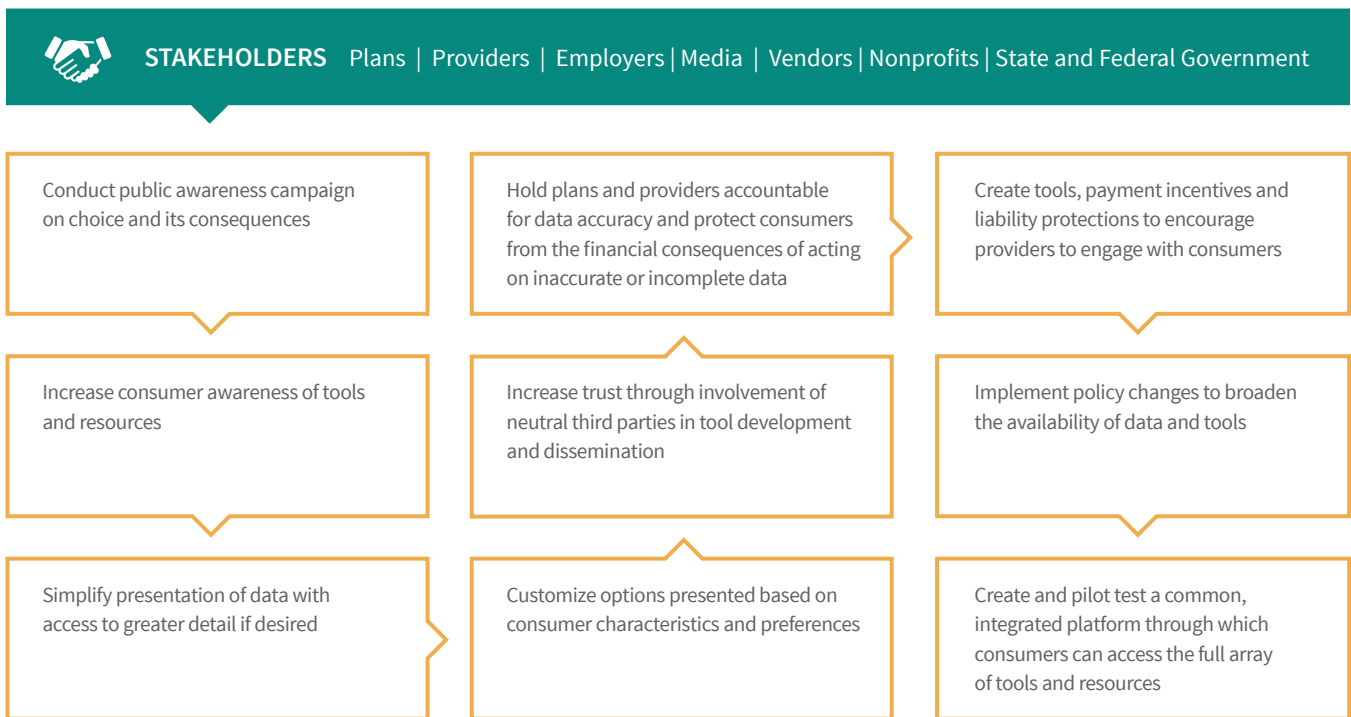 STAKEHOLDERS Plans | Providers | Employers | Media | Vendors | Nonprofits | State and Federal Government
Conduct public awareness campaign
on choice and its consequences
Increase consumer awareness of tools
and resources
Simplify presentation of data with
access to greater detail if desired
Customize options presented based on
consumer characteristics and preferences
Increase trust through involvement of
neutral third parties in tool development
and dissemination
Hold plans and providers accountable
for data accuracy and protect consumers
from the financial consequences of acting
on inaccurate or incomplete data
Create tools, payment incentives and
liability protections to encourage
providers to engage with consumers
Implement policy changes to broaden
the availability of data and tools
Create and pilot test a common,
integrated platform through which
consumers can access the full array
of tools and resources